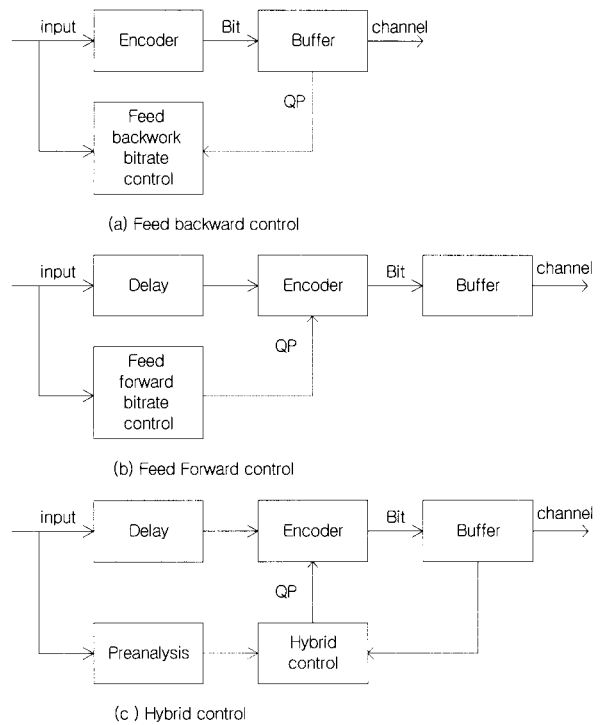 input
Encoder
Bit
Buffer
channel
QP
Feed
backwork
bitrate
control
(a) Feed backward control
input
Delay
Encoder
Bit
Buffer
channel
QP
Feed
forward
bitrate
control
(b) Feed Forward control
input
Delay
Encoder
Bit
Buffer
channel
QP
Preanalysis
Hybrid
control
(c) Hybrid control